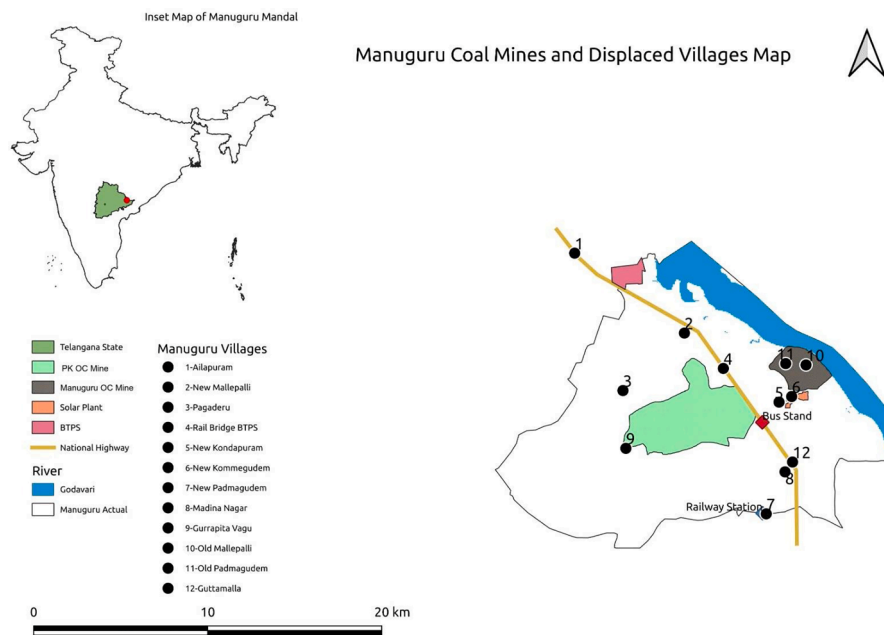 Inset Map of Manuguru Mandal
Manuguru Coal Mines and Displaced Villages Map
1
2
4
11
10
3
5
6
Bus Stand
9
12
8
Railway Station
7
Telangana State
PK OC Mine
Manuguru OC Mine
Solar Plant
BTPS
National Highway
River
Godavari
Manuguru Actual
Manuguru Villages
1-Ailapuram
2-New Mallepalli
3-Pagaderu
4-Rail Bridge BTPS
5-New Kondapuram
6-New Kommegudem
7-New Padmagudem
8-Madina Nagar
9-Gurrapita Vagu
10-Old Mallepalli
11-Old Padmagudem
12-Guttamalla
0 10 20 km